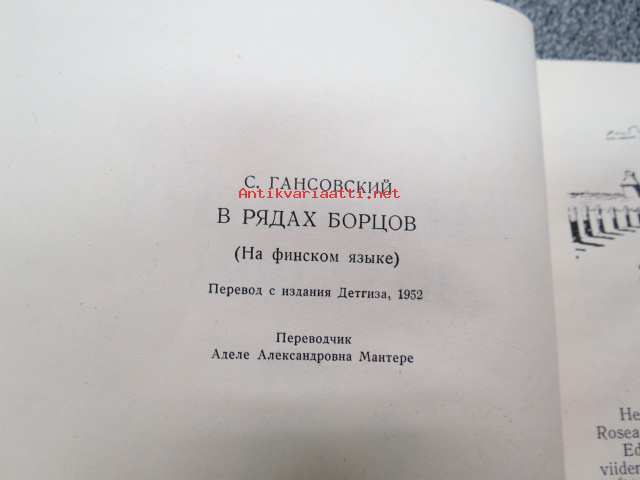 С. ГАНСОВСКИЙ
Antikvariaatti.net
В РЯДАХ БОРЦОВ
(На финском языке)
Перевод с издания Детгиза, 1952
Переводчик
Аделе Александровна Мантере
He
Rosea
Ed
viider